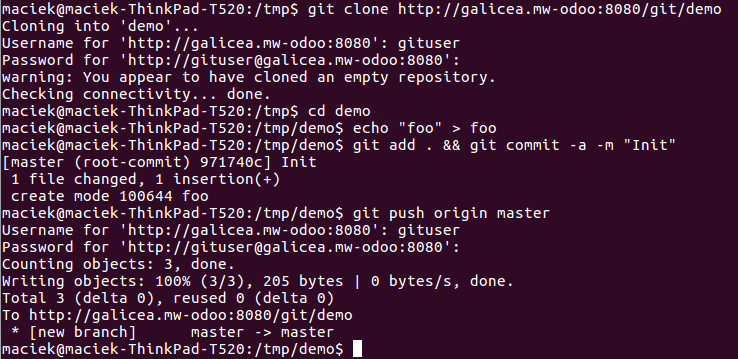 maciek@maciek-ThinkPad-T520:/tmp$ git clone http://galicea.mw-odoo:8080/git/demo
Cloning into 'demo'...
Username for 'http://galicea.mw-odoo:8080': gituser
Password for 'http://gituser@galicea.mw-odoo:8080':
warning: You appear to have cloned an empty repository.
Checking connectivity... done.
maciek@maciek-ThinkPad-T520:/tmp$ cd demo
maciek@maciek-ThinkPad-T520:/tmp/demo$ echo "foo" > foo
maciek@maciek-ThinkPad-T520:/tmp/demo$ git add . && git commit -a -m "Init"
[master (root-commit) 971740c] Init
 1 file changed, 1 insertion(+)
 create mode 100644 foo
maciek@maciek-ThinkPad-T520:/tmp/demo$ git push origin master
Username for 'http://galicea.mw-odoo:8080': gituser
Password for 'http://gituser@galicea.mw-odoo:8080':
Counting objects: 3, done.
Writing objects: 100% (3/3), 205 bytes | 0 bytes/s, done.
Total 3 (delta 0), reused 0 (delta 0)
To http://galicea.mw-odoo:8080/git/demo
 * [new branch]      master -> master
maciek@maciek-ThinkPad-T520:/tmp/demo$